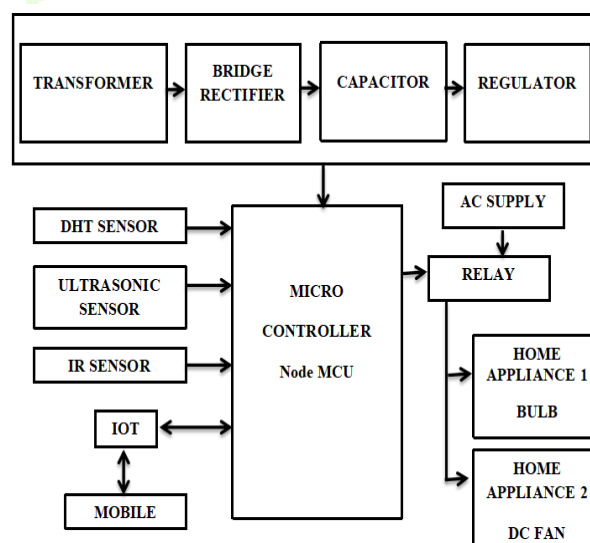 TRANSFORMER
BRIDGE
RECTIFIER
CAPACITOR
REGULATOR
DHT SENSOR
ULTRASONIC
SENSOR
IR SENSOR
IOT
MOBILE
MICRO
CONTROLLER
Node MCU
AC SUPPLY
RELAY
HOME
APPLIANCE 1
BULB
HOME
APPLIANCE 2
DC FAN